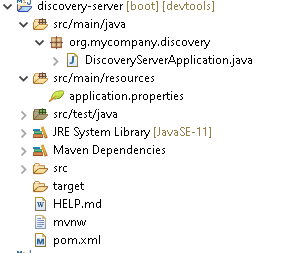 discovery-server [boot] [devtools]
src/main/java
org.mycompany.discovery
DiscoveryServerApplication.java
src/main/resources
application.properties
src/test/java
JRE System Library [JavaSE-11]
Maven Dependencies
src
target
HELP.md
mvnw
pom.xml